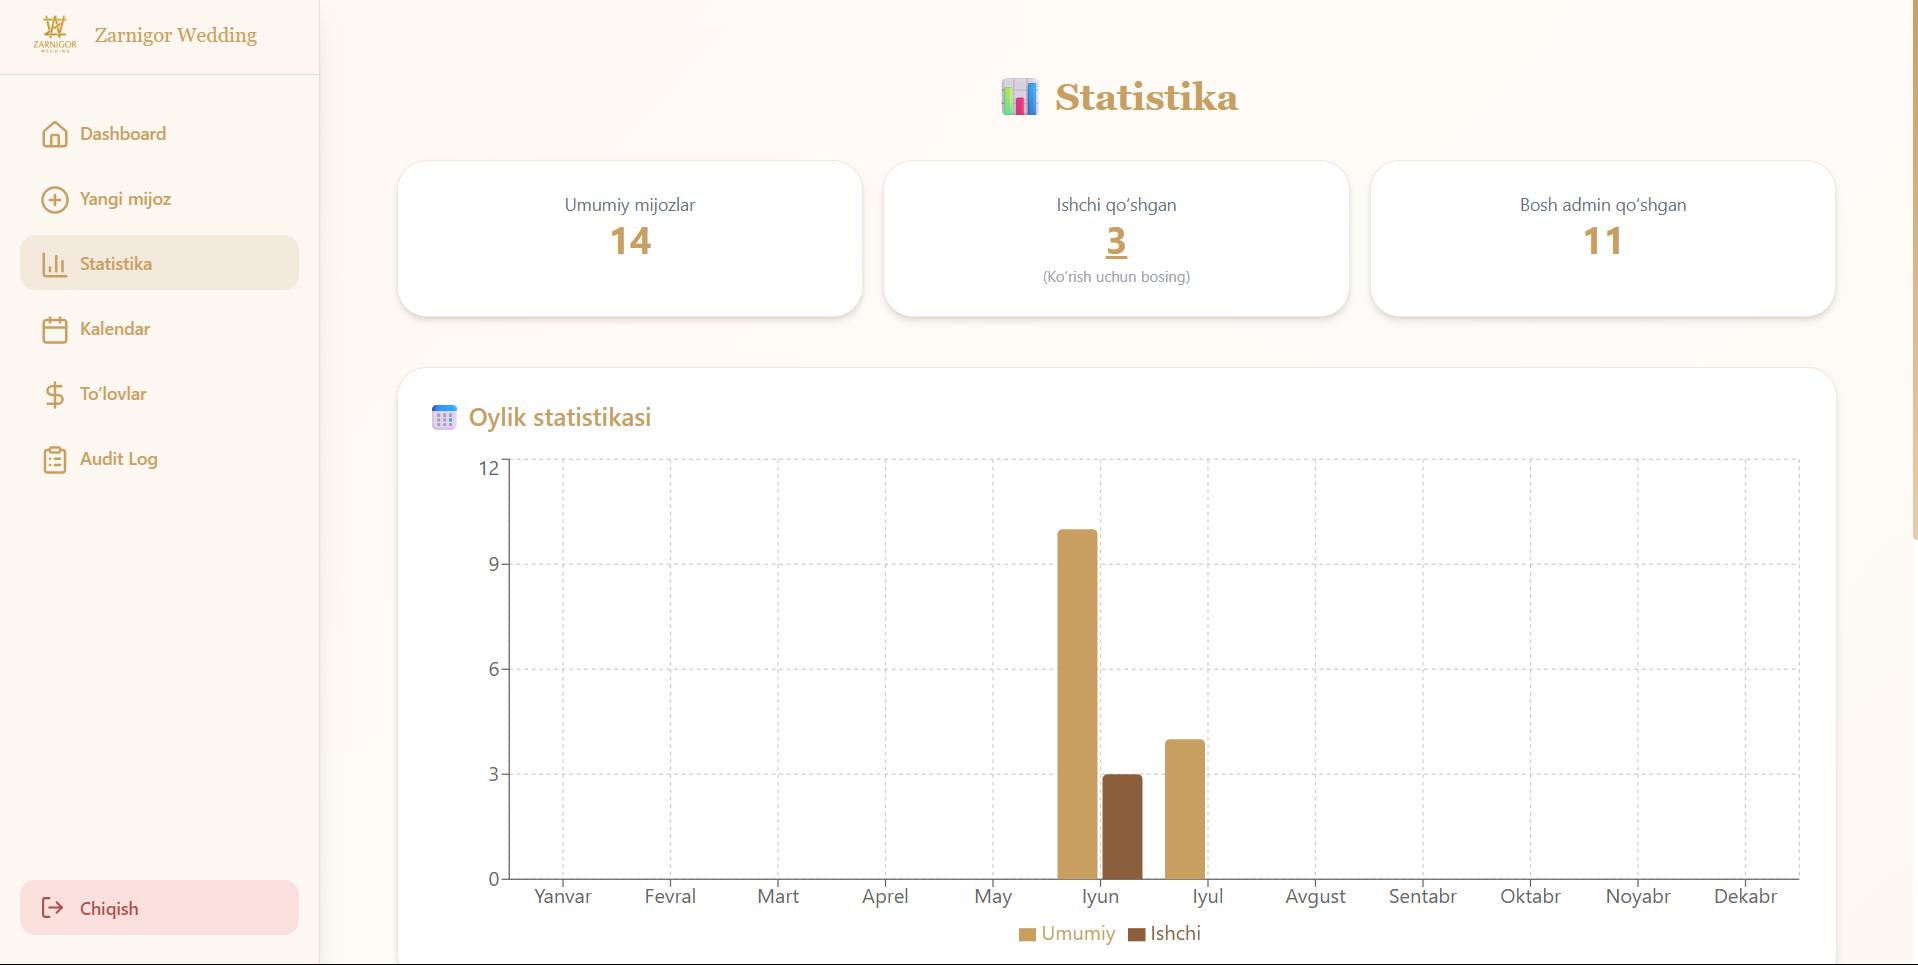 ZARNIGOR
WEDDING
Zarnigor Wedding
Dashboard
Yangi mijoz
Statistika
Kalendar
To‘lovlar
Audit Log
Chiqish
Statistika
Umumiy mijozlar
14
Ishchi qo‘shgan
3
(Ko‘rish uchun bosing)
Bosh admin qo‘shgan
11
Oylik statistikasi
12
9
6
3
0
Yanvar Fevral Mart Aprel May Iyun Iyul Avgust Sentabr Oktabr Noyabr Dekabr
Umumiy Ishchi